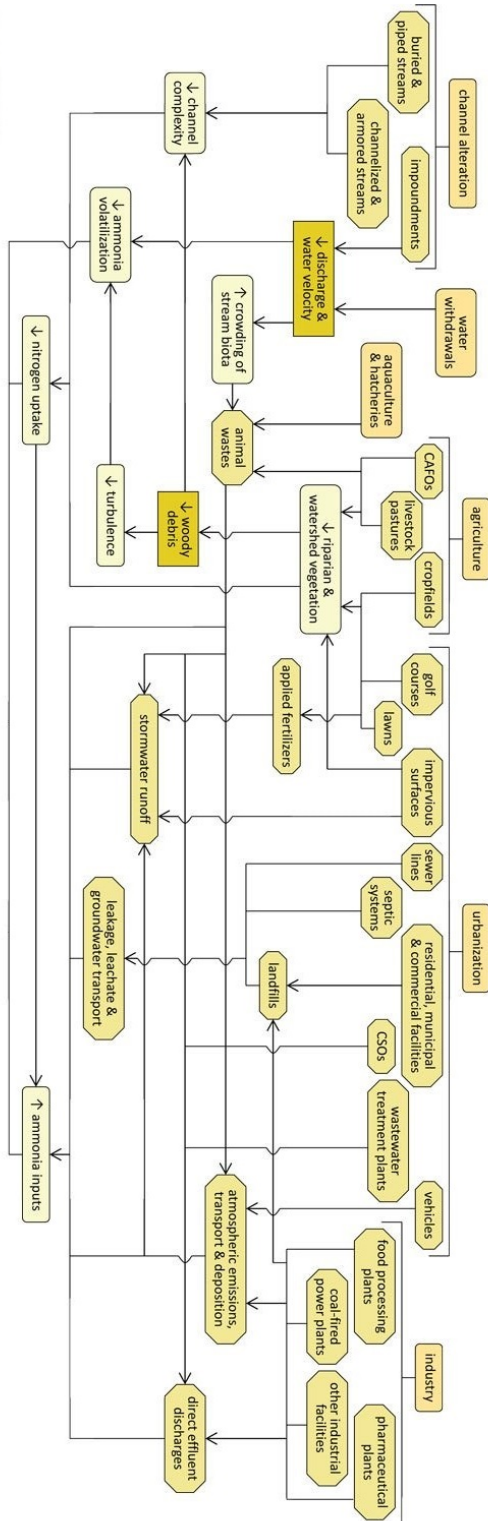 channel alteration
water
withdrawals
aquaculture
& hatcheries
agriculture
urbanization
industry
buried &
piped streams
channelized &
armored streams
impoundments
CAFOs
livestock
pastures
cropfields
golf
courses
lawns
impervious
surfaces
sewer
lines
septic
systems
residential, municipal
& commercial facilities
CSOs
wastewater
treatment plants
vehicles
food processing
plants
coal-fired
power plants
other industrial
facilities
pharmaceutical
plants
↓ discharge &
water velocity
↑ crowding of
stream biota
animal
wastes
↓ riparian &
watershed vegetation
applied fertilizers
landfills
↓ channel
complexity
↓ woody
debris
↓ ammonia
volatilization
↓ turbulence
stormwater runoff
leakage, leachate &
groundwater transport
atmospheric emissions,
transport & deposition
direct effluent
discharges
↓ nitrogen uptake
↑ ammonia inputs